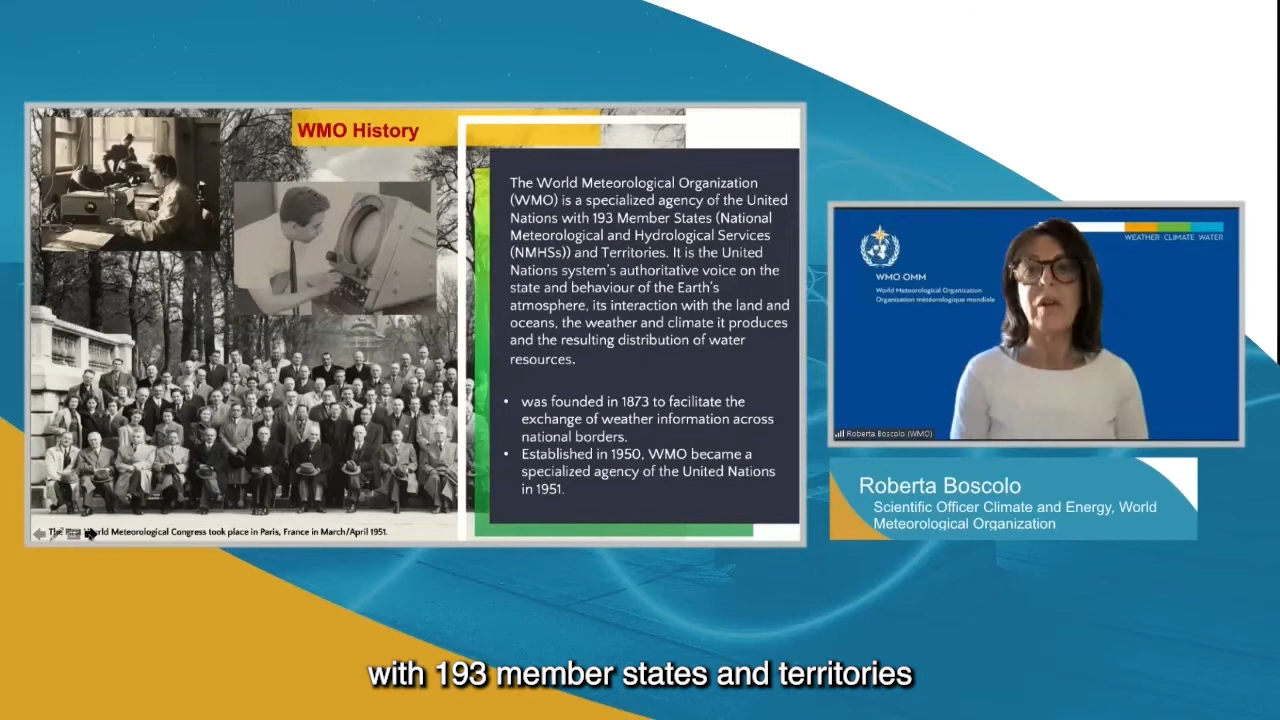 WMO History
The World Meteorological Organization
(WMO) is a specialized agency of the United
Nations with 193 Member States (National
Meteorological and Hydrological Services
(NMHSs)) and Territories. It is the United
Nations system's authoritative voice on the
state and behaviour of the Earth's
atmosphere, its interaction with the land and
oceans, the weather and climate it produces
and the resulting distribution of water
resources.
• was founded in 1873 to facilitate the
exchange of weather information across
national borders.
• Established in 1950, WMO became a
specialized agency of the United Nations
in 1951.
The World Meteorological Congress took place in Paris, France in March/April 1951.
WEATHER CLIMATE WATER
WMO OMM
World Meteorological Organization
Organisation météorologique mondiale
Roberta Boscolo (WMO)
Roberta Boscolo
Scientific Officer Climate and Energy, World
Meteorological Organization
with 193 member states and territories